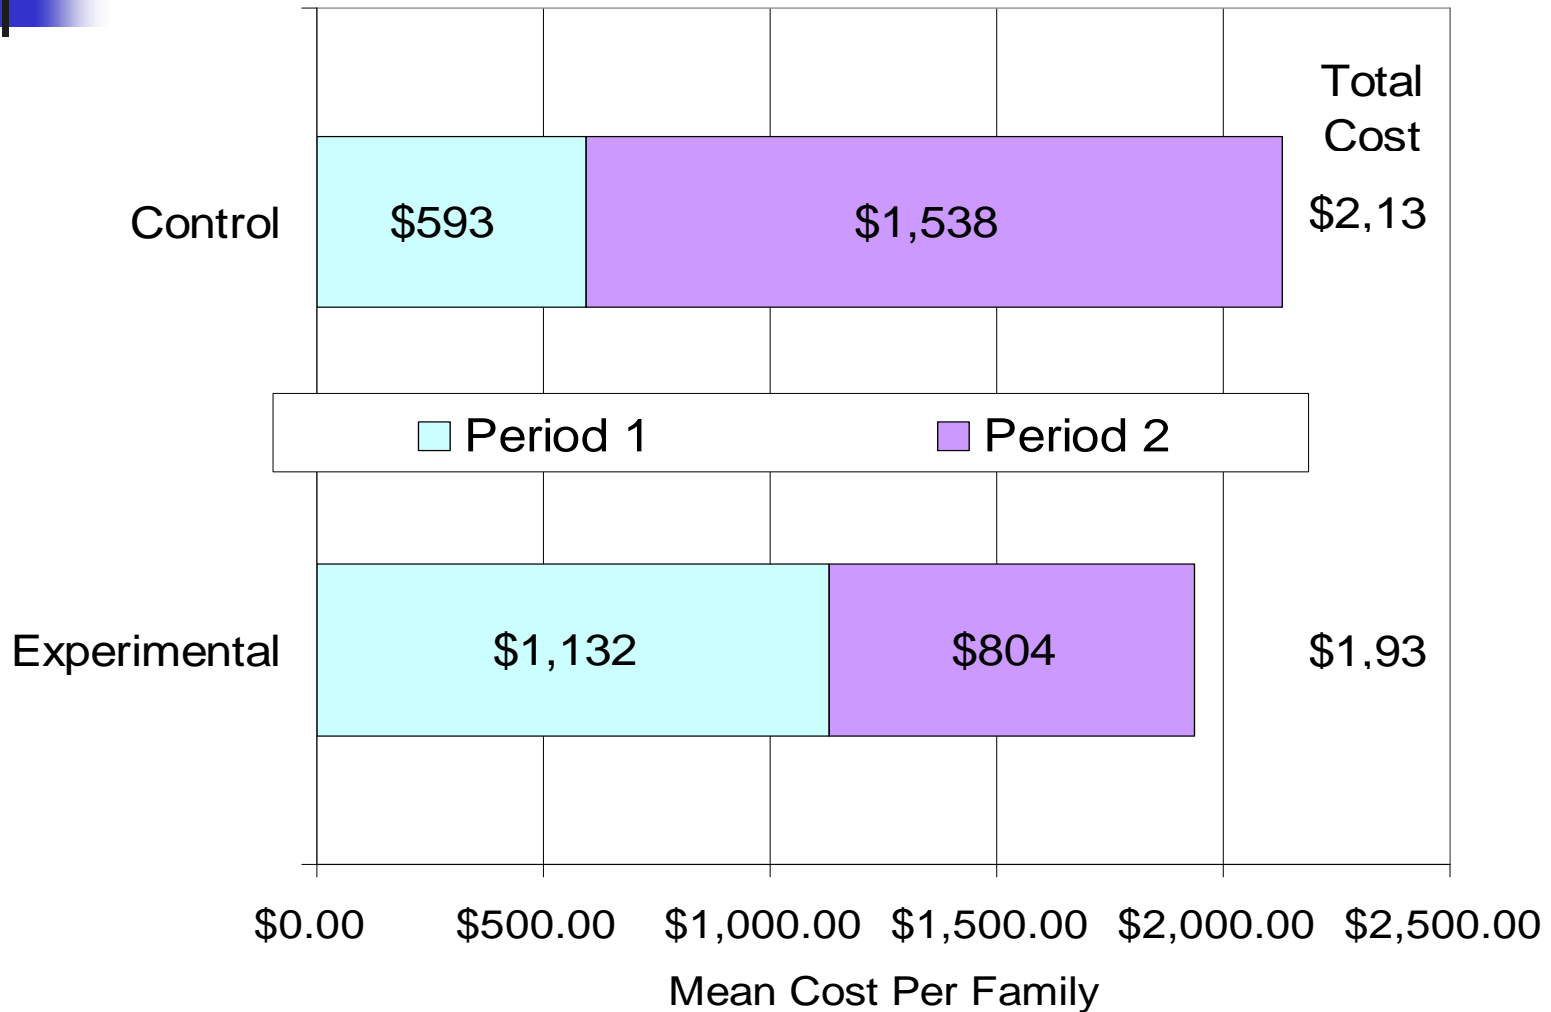 Total
Cost
Control $593 $1,538 $2,13
Period 1 Period 2
Experimental $1,132 $804 $1,93
$0.00 $500.00 $1,000.00 $1,500.00 $2,000.00 $2,500.00
Mean Cost Per Family